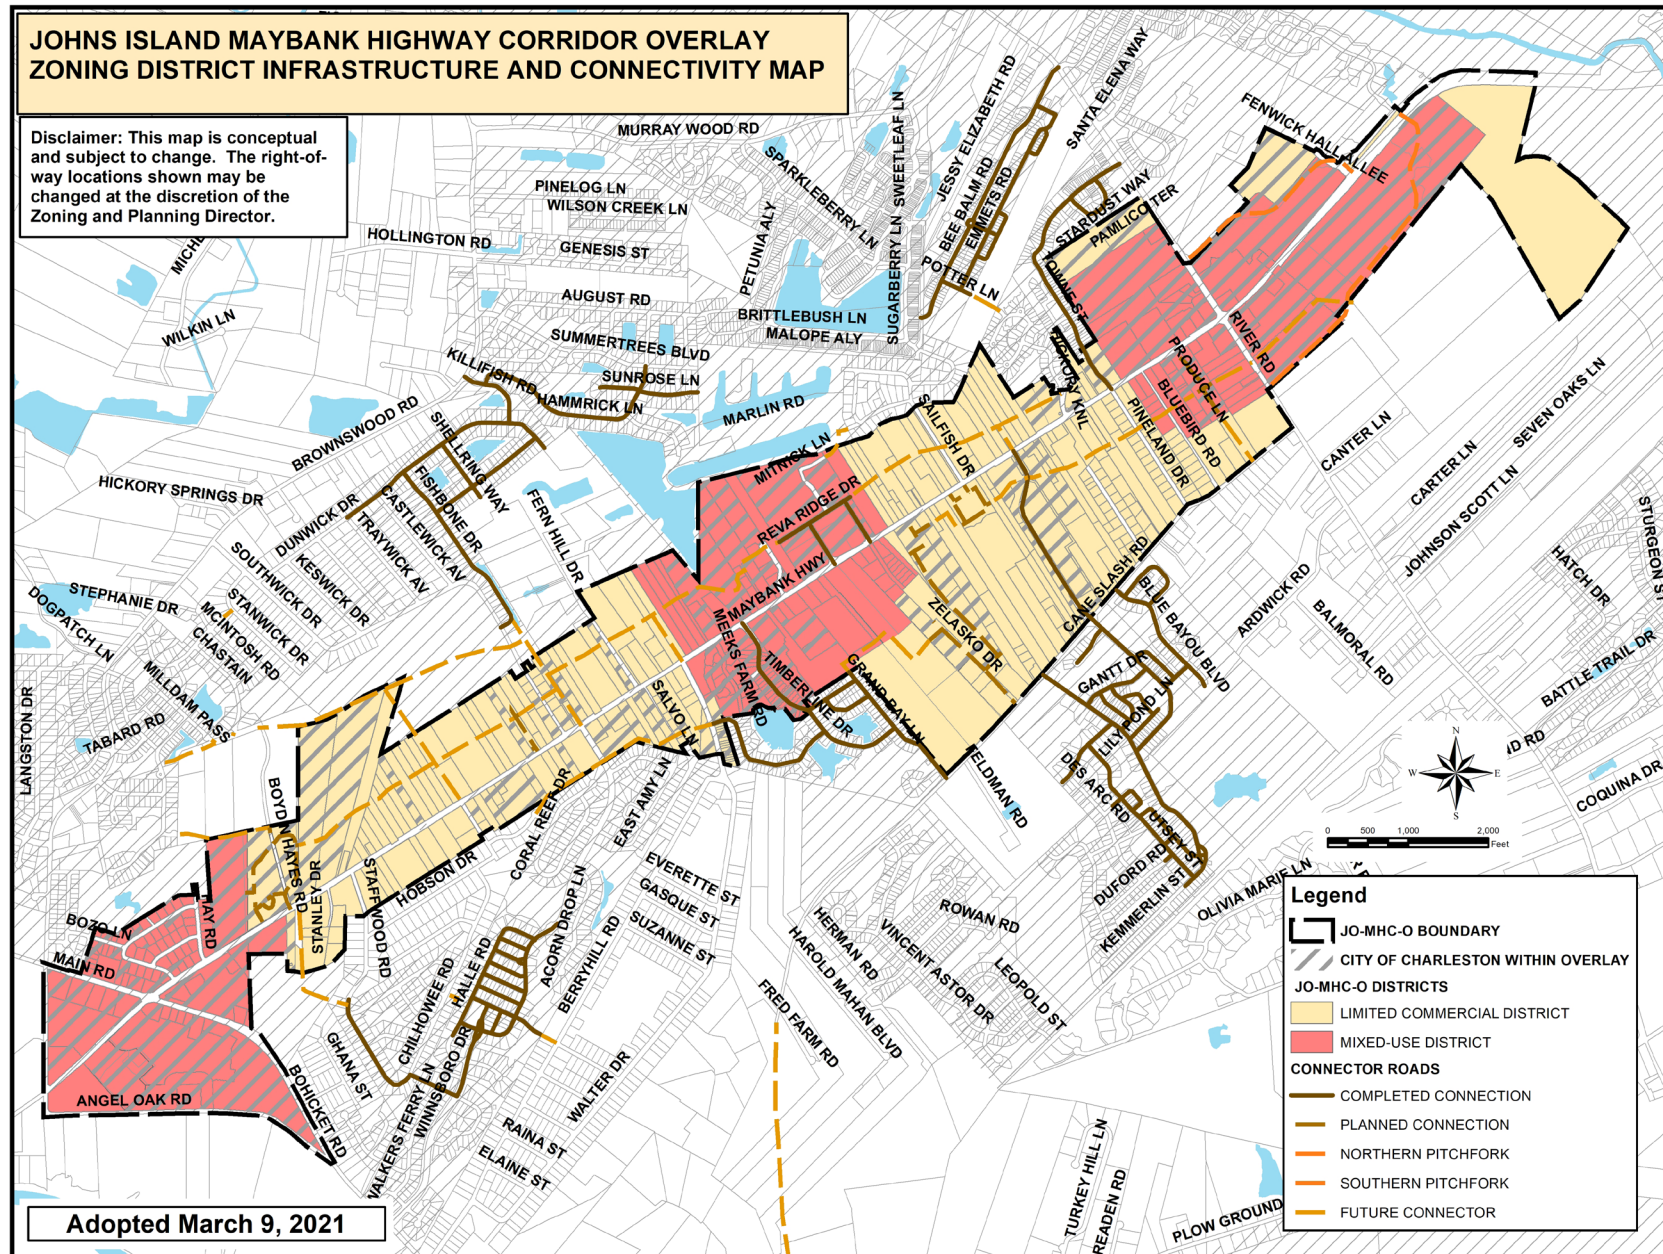 JOHNS ISLAND MAYBANK HIGHWAY CORRIDOR OVERLAY
ZONING DISTRICT INFRASTRUCTURE AND CONNECTIVITY MAP
Disclaimer: This map is conceptual
and subject to change. The right-of-
way locations shown may be
changed at the discretion of the
Zoning and Planning Director.
MURRAY WOOD RD
SPARKLEBERRY LN
SWEETLEAF LN
SUGARBERRY LN
JESSY ELIZABETH RD
BEE BALM RD
EMMETS RD
SANTA ELENA WAY
FENWICK HALL ALLEE
PINELOG LN
WILSON CREEK LN
HOLLINGTON RD
GENESIS ST
PETUNIA ALY
STARDUST WAY
PAMLICO TER
POTTER LN
TOWNE ST
AUGUST RD
BRITTLEBUSH LN
MALOPE ALY
WILKIN LN
SUMMERTREES BLVD
KILLIFISH RD
SUNROSE LN
HAMMRICK LN
HICKORY KNL
RIVER RD
PRODUCE LN
BLUEBIRD RD
PINELAND DR
SEVEN OAKS LN
MARLIN RD
BROWNSWOOD RD
SHELLRING WAY
SAILFISH DR
MITNICK LN
CANTER LN
CARTER LN
JOHNSON SCOTT LN
HICKORY SPRINGS DR
DUNWICK DR
FISHBONE DR
CASTLEWICK AV
TRAYWICK AV
FERN HILL DR
REVA RIDGE DR
MAYBANK HWY
STURGEON ST
HATCH DR
SOUTHWICK DR
KESWICK DR
STEPHANIE DR
STANWICK DR
MCINTOSH RD
CHASTAIN
DOGPATCH LN
MILLDAM PASS
TABARD RD
LANGSTON DR
MEEKS FARM RD
TIMBERLINE DR
GRAND BAY LN
SALVO LN
ZELASKO DR
CANE SLASH RD
BLUE BAYOU BLVD
ARDWICK RD
BALMORAL RD
BATTLE TRAIL DR
GANTT DR
LILY POND LN
DES ARC RD
UTSEY ST
DUFORD RD
KEMMERLIN ST
OLIVIA MARIE LN
COQUINA DR
BOYD N HAYES RD
STANLEY DR
STAFFWOOD RD
HOBSON DR
CORAL REEF DR
EAST AMY LN
EVERETTE ST
GASQUE ST
SUZANNE ST
ACORN DROP LN
BERRYHILL RD
HALLE RD
CHILHOWEE RD
BOZO LN
HAY RD
MAIN RD
ANGEL OAK RD
BOHICKET RD
GHANA ST
WALKERS FERRY LN
WINNSBORO DR
WALTER DR
RAINA ST
ELAINE ST
HERMAN RD
HAROLD MAHAN BLVD
FRED FARM RD
VINCENT ASTOR DR
ROWAN RD
LEOPOLD ST
TURKEY HILL LN
READEN RD
PLOW GROUND
N
W
E
S
0 500 1,000 2,000
Feet
Legend
JO-MHC-O BOUNDARY
CITY OF CHARLESTON WITHIN OVERLAY
JO-MHC-O DISTRICTS
LIMITED COMMERCIAL DISTRICT
MIXED-USE DISTRICT
CONNECTOR ROADS
COMPLETED CONNECTION
PLANNED CONNECTION
NORTHERN PITCHFORK
SOUTHERN PITCHFORK
FUTURE CONNECTOR
Adopted March 9, 2021